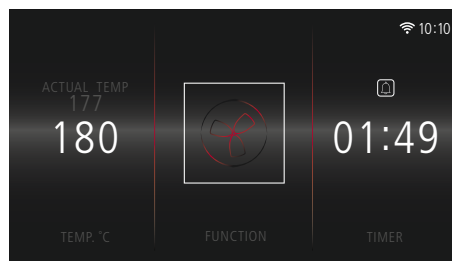 10:10
ACTUAL TEMP
177
180
01:49
TEMP. °C
FUNCTION
TIMER